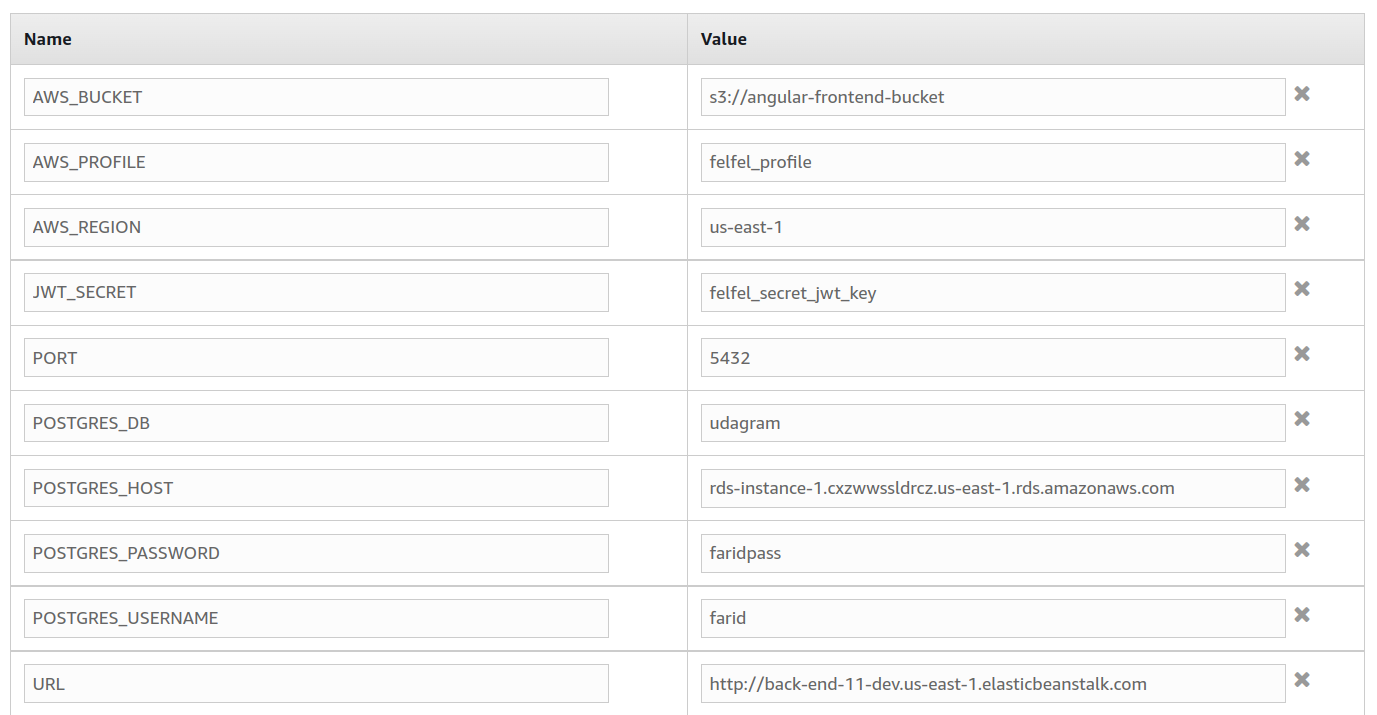 Name Value
AWS_BUCKET s3://angular-frontend-bucket
AWS_PROFILE felfel_profile
AWS_REGION us-east-1
JWT_SECRET felfel_secret_jwt_key
PORT 5432
POSTGRES_DB udagram
POSTGRES_HOST rds-instance-1.cxzwwssldrcz.us-east-1.rds.amazonaws.com
POSTGRES_PASSWORD faridpass
POSTGRES_USERNAME farid
URL http://back-end-11-dev.us-east-1.elasticbeanstalk.com